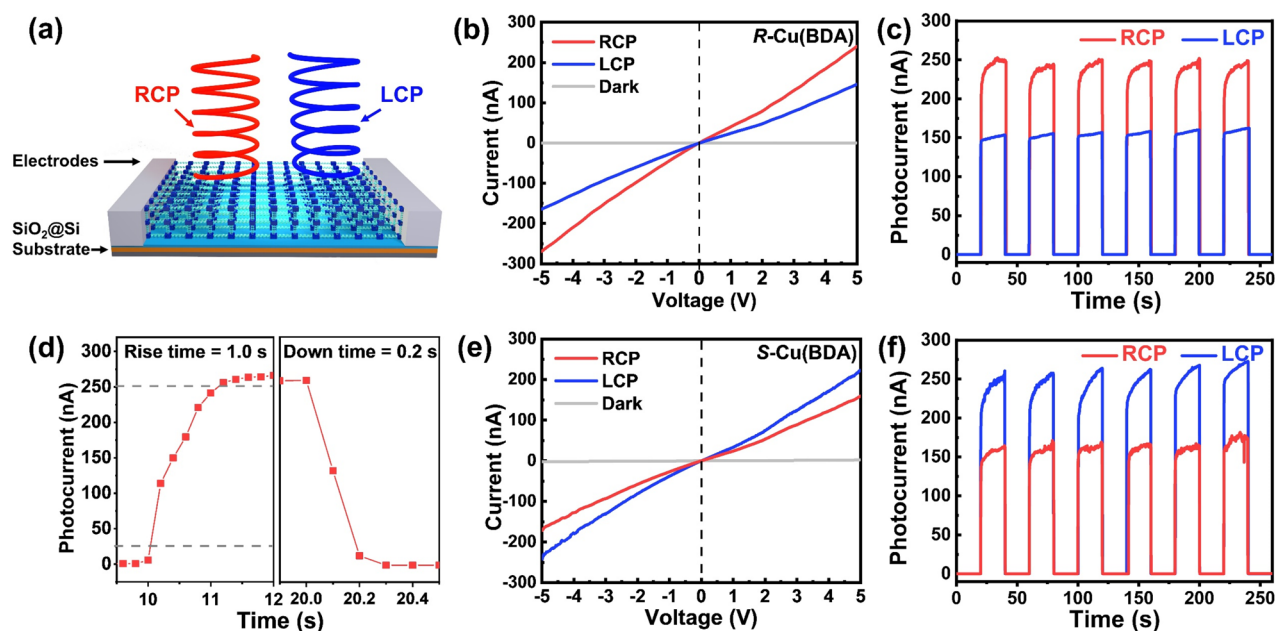 (a)
RCP
LCP
Electrodes
SiO2@Si
Substrate
(b)
R-Cu(BDA)
RCP
LCP
Dark
Current (nA)
300
200
100
0
-100
-200
-300
-5 -4 -3 -2 -1 0 1 2 3 4 5
Voltage (V)
(c)
RCP LCP
Photocurrent (nA)
300
250
200
150
100
50
0
0 50 100 150 200 250
Time (s)
(d)
Rise time = 1.0 s
Down time = 0.2 s
Photocurrent (nA)
300
250
200
150
100
50
0
10 11 12 20.0 20.2 20.4
Time (s)
(e)
S-Cu(BDA)
RCP
LCP
Dark
Current (nA)
300
200
100
0
-100
-200
-300
-5 -4 -3 -2 -1 0 1 2 3 4 5
Voltage (V)
(f)
RCP LCP
Photocurrent (nA)
300
250
200
150
100
50
0
0 50 100 150 200 250
Time (s)